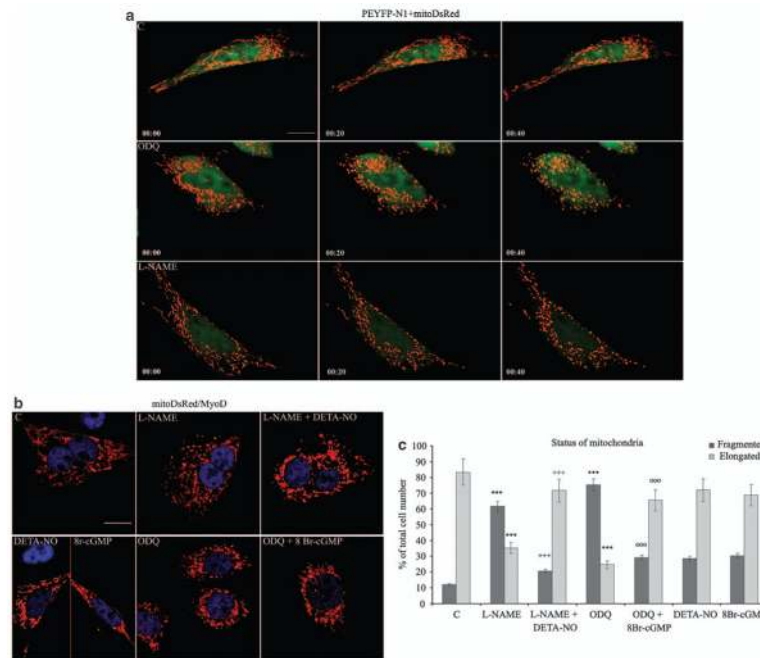 a
PEYFP-N1+mitoDsRed
C
00:00
00:20
00:40
ODQ
00:00
00:20
00:40
L-NAME
00:00
00:20
00:40
b
mitoDsRed/MyoD
C
L-NAME
L-NAME + DETA-NO
DETA-NO
8r-cGMP
ODQ
ODQ + 8 Br-cGMP
c
Status of mitochondria
Fragmente
Elongated
% of total cell number
100
90
80
70
60
50
40
30
20
10
0
C
L-NAME
L-NAME +
DETA-NO
ODQ
ODQ +
8Br-cGMP
DETA-NO
8Br-cGM